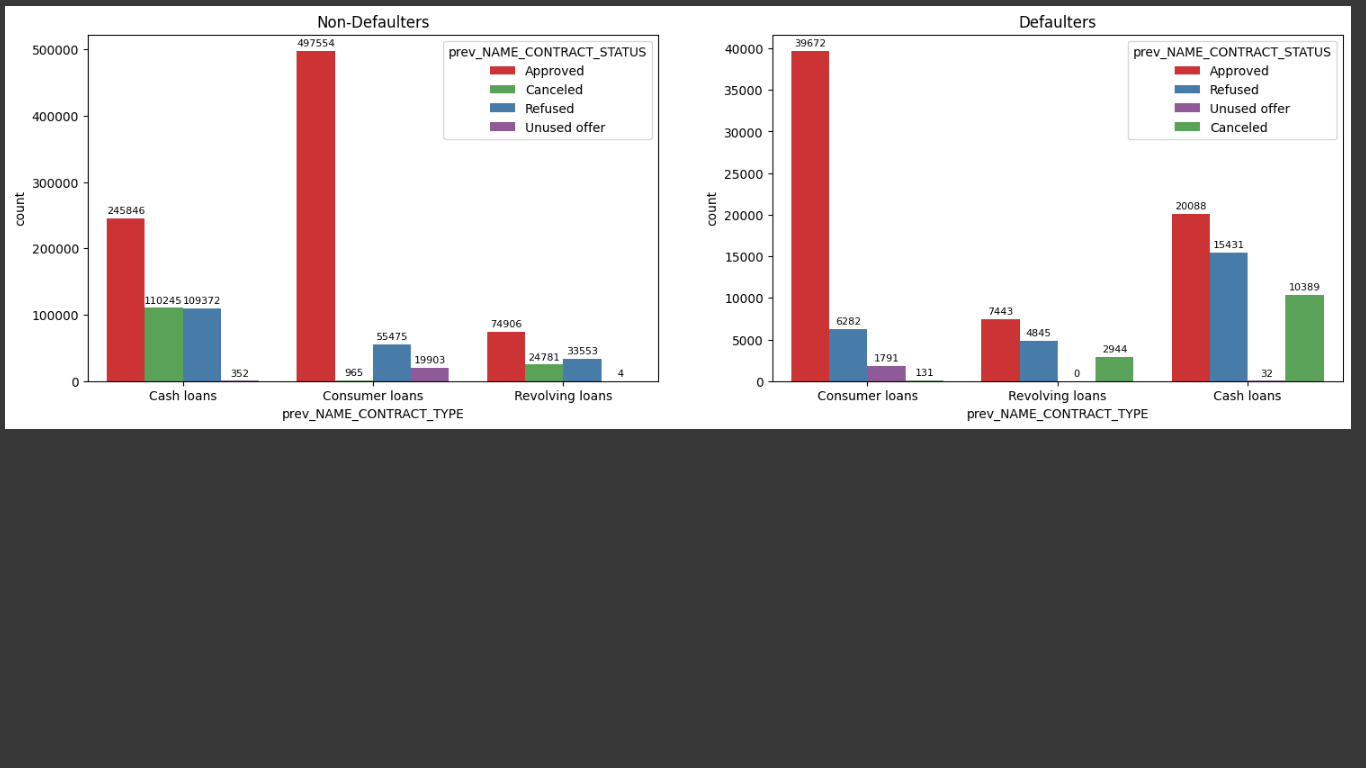 Non-Defaulters
497554
500000
prev_NAME_CONTRACT_STATUS
Approved
Canceled
Refused
Unused offer
400000
300000
count
245846
200000
110245
109372
100000
74906
55475
33553
24781
19903
965
352
4
0
Cash loans
Consumer loans
Revolving loans
prev_NAME_CONTRACT_TYPE
Defaulters
39672
40000
prev_NAME_CONTRACT_STATUS
Approved
Refused
Unused offer
Canceled
35000
30000
25000
count
20088
20000
15431
15000
10389
10000
7443
6282
4845
5000
2944
1791
131
0
32
0
Consumer loans
Revolving loans
Cash loans
prev_NAME_CONTRACT_TYPE